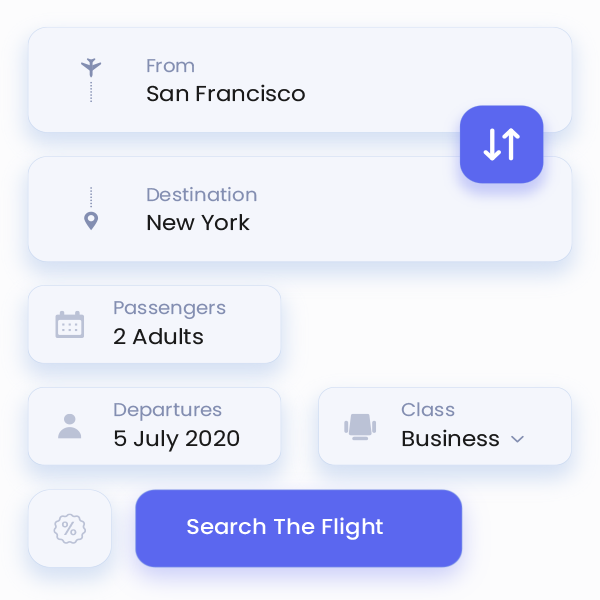 From
San Francisco
Destination
New York
Passengers
2 Adults
Departures
5 July 2020
Class
Business
%
Search The Flight